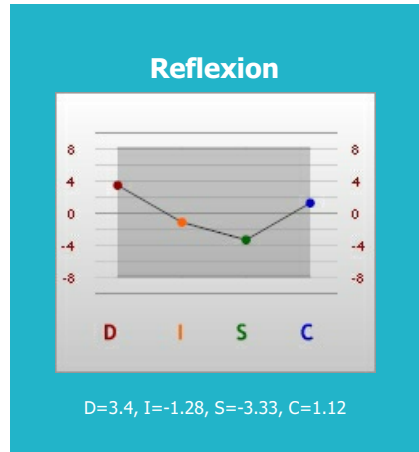 Reflexion
8 8
4 4
0 0
-4 -4
-8 -8
D I S C
D=3.4, I=-1.28, S=-3.33, C=1.12